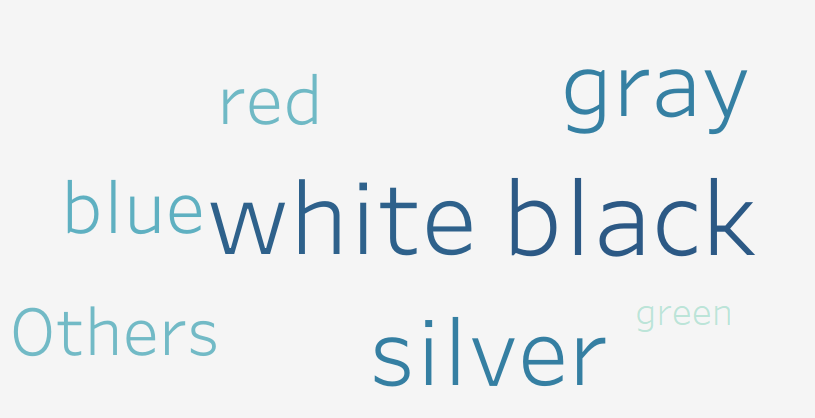 red gray
blue white black
Others silver green